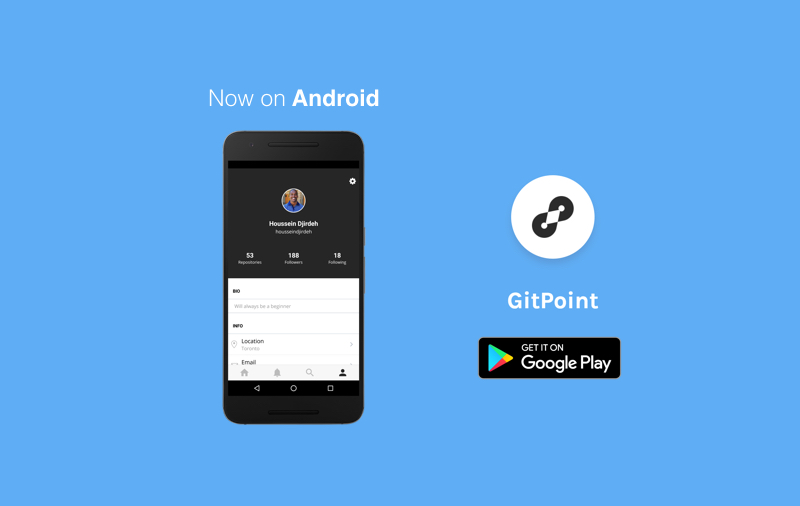 Now on Android
Houssein Djirdeh
housseindjirdeh
53 188 18
Repositories Followers Following
BIO
Will always be a beginner
INFO
Location
Toronto
Email
GitPoint
GET IT ON
Google Play